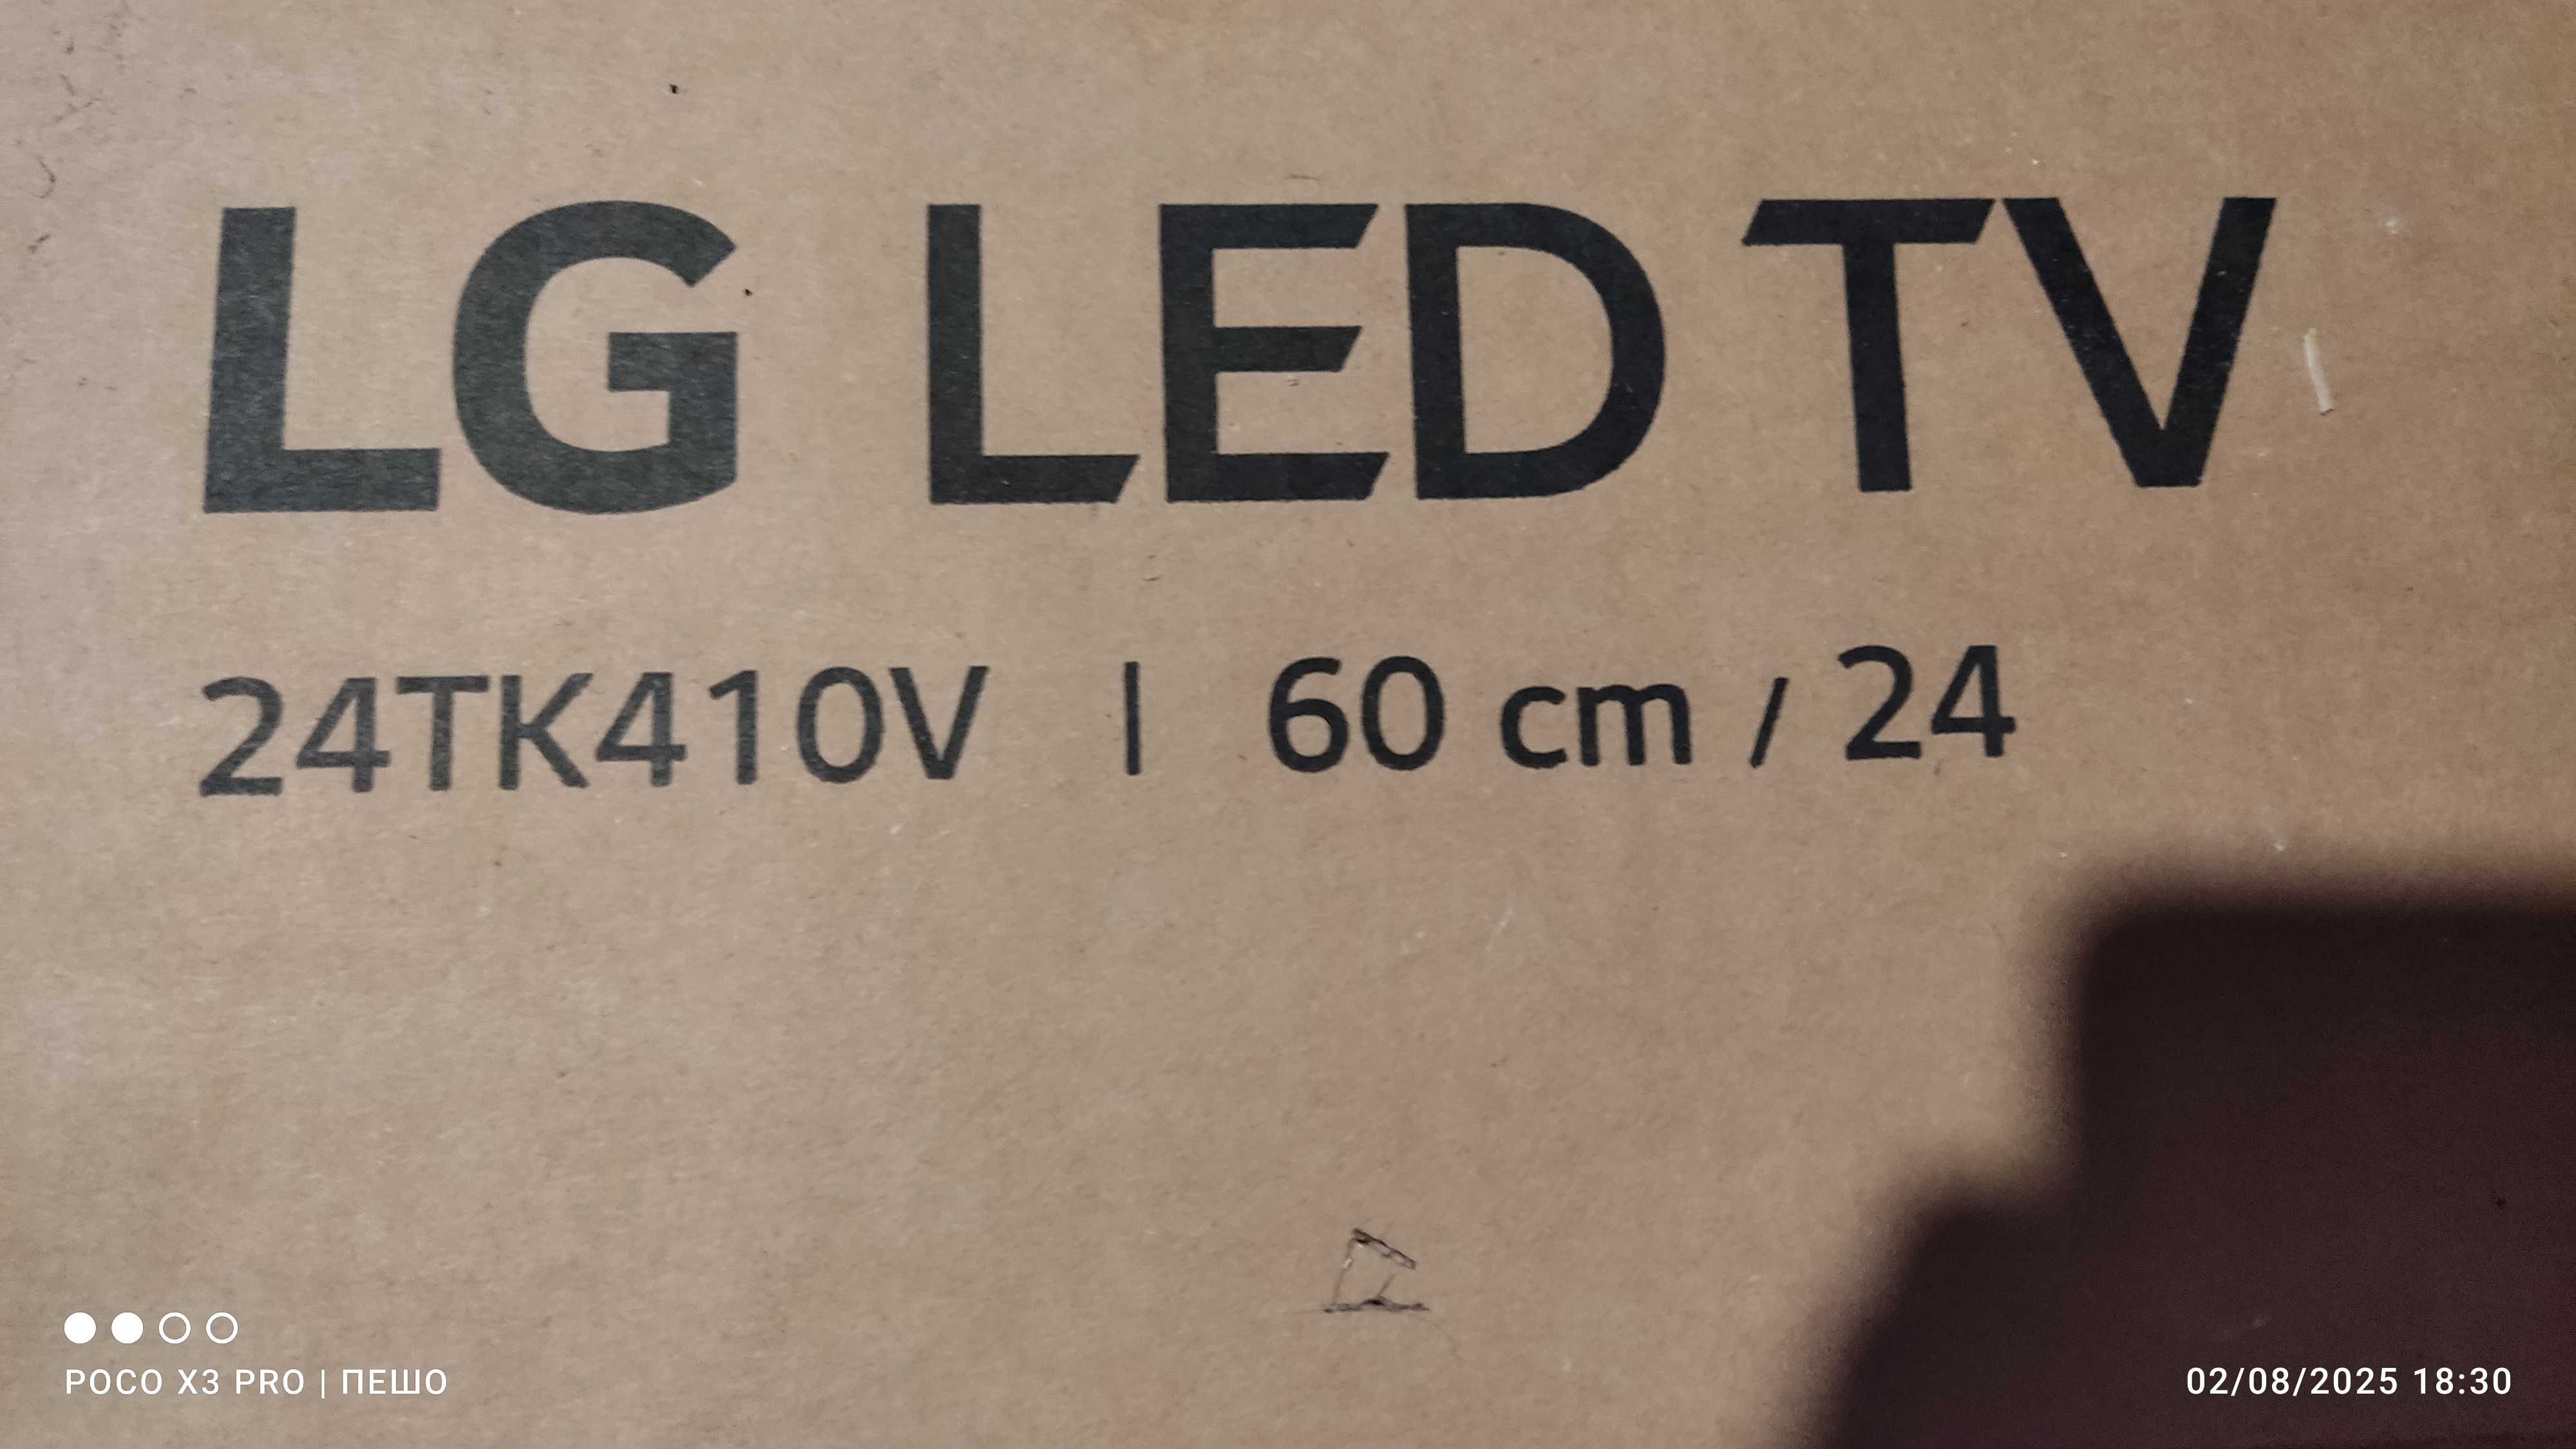 LG LED TV
24TK410V | 60 cm / 24
POCO X3 PRO | ПЕШО
02/08/2025 18:30